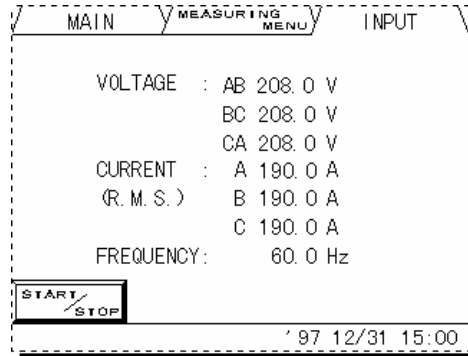 MAIN MEASURING MENU INPUT
VOLTAGE : AB 208.0 V
BC 208.0 V
CA 208.0 V
CURRENT : A 190.0 A
(R.M.S.) B 190.0 A
C 190.0 A
FREQUENCY: 60.0 Hz
START/STOP
'97 12/31 15:00